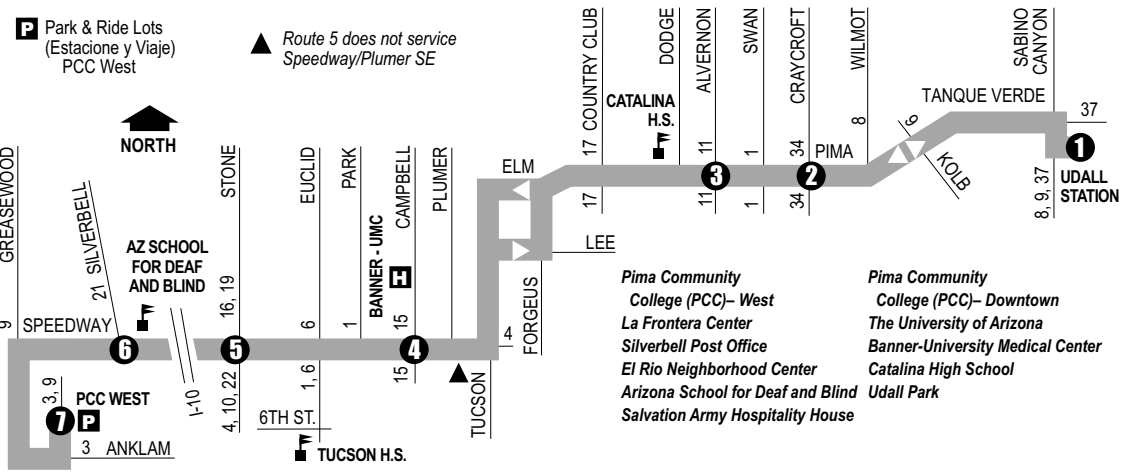 P Park & Ride Lots
(Estacione y Viaje)
PCC West
Route 5 does not service
Speedway/Plumer SE
NORTH
GREASEWOOD
9
SPEEDWAY
21 SILVERBELL
6
AZ SCHOOL
FOR DEAF
AND BLIND
I-10
STONE
16, 19
5
4, 10, 22
EUCLID
6
1, 6
6TH ST.
TUCSON H.S.
PARK
1
BANNER - UMC
H
CAMPBELL
15
4
15
PLUMER
TUCSON
4
ELM
LEE
FORGEUS
17 COUNTRY CLUB
17
CATALINA
H.S.
DODGE
ALVERNON
11
3
11
SWAN
1
1
CRAYCROFT
34
2
34
PIMA
WILMOT
8
9
KOLB
TANQUE VERDE
SABINO
CANYON
37
1
UDALL
STATION
8, 9, 37
3, 9
7
PCC WEST
P
3 ANKLAM
Pima Community
College (PCC)– West
La Frontera Center
Silverbell Post Office
El Rio Neighborhood Center
Arizona School for Deaf and Blind
Salvation Army Hospitality House
Pima Community
College (PCC)– Downtown
The University of Arizona
Banner-University Medical Center
Catalina High School
Udall Park